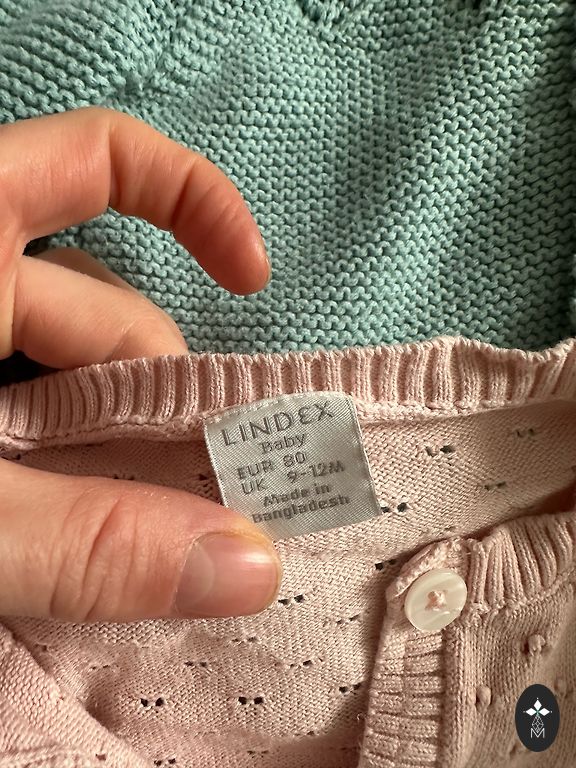 LINDEX
Baby
EUR 80
UK 9-12M
Made in
Bangladesh